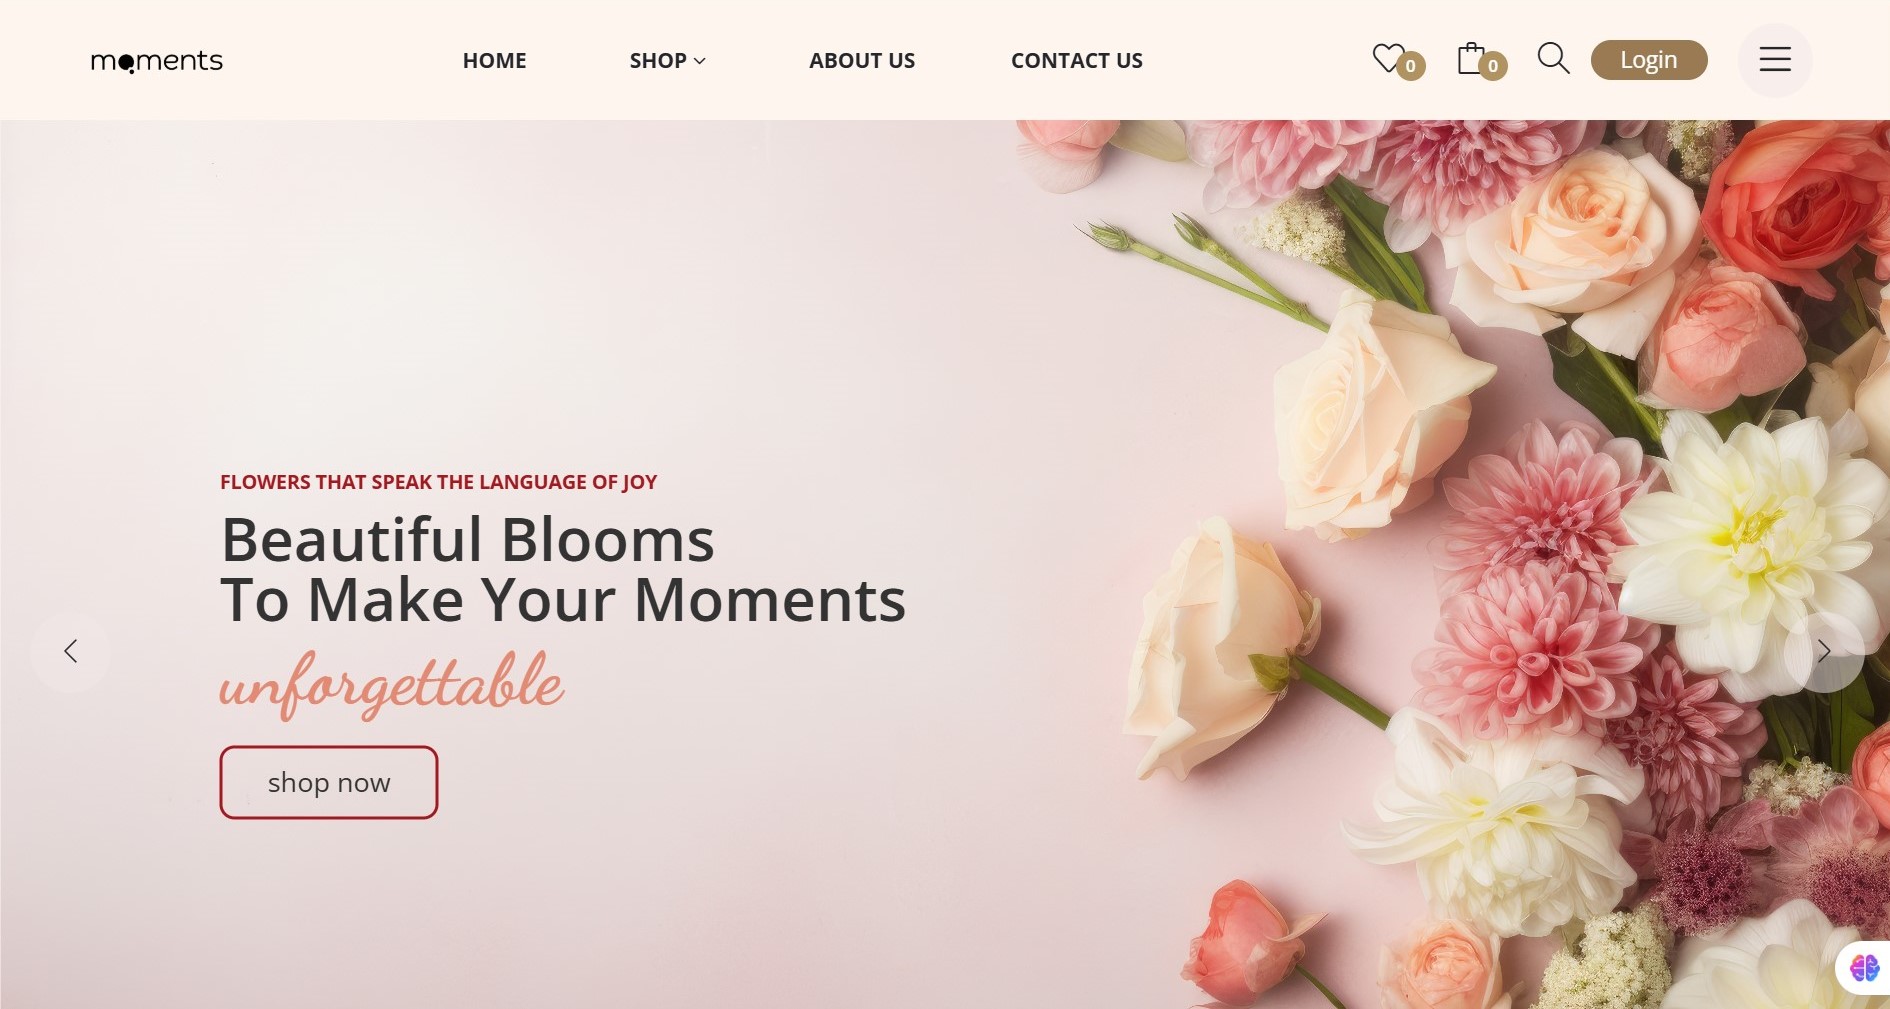 moments
HOME
SHOP
ABOUT US
CONTACT US
0
0
Login
FLOWERS THAT SPEAK THE LANGUAGE OF JOY
Beautiful Blooms
To Make Your Moments
unforgettable
shop now